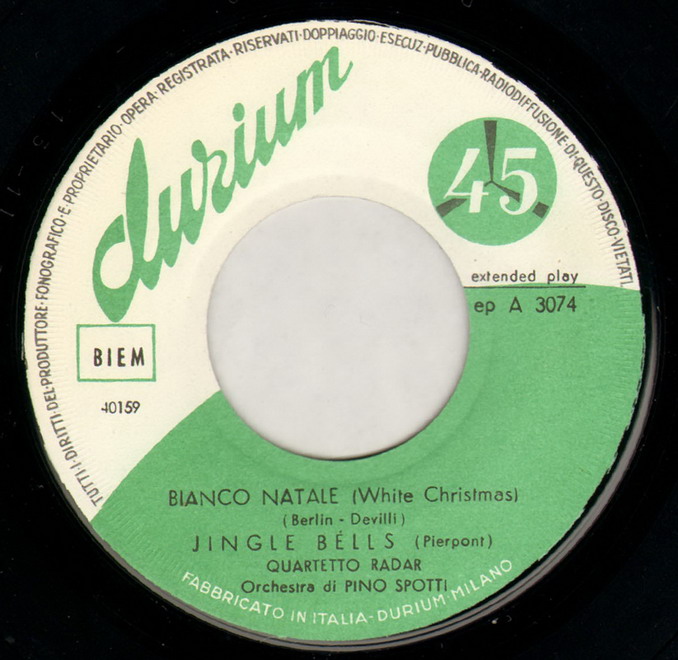 TUTTI·I·DIRITTI·DEL·PRODUTTORE·FONOGRAFICO·E·PROPRIETARIO·OPERA·REGISTRATA·RISERVATI·DOPPIAGGIO·ESECUZ·PUBBLICA·RADIODIFFUSIONE·DI·QUESTO·DISCO·VIETATI
durium
45
extended play
ep A 3074
BIEM
40159
BIANCO NATALE (White Christmas)
(Berlin - Devilli)
JINGLE BÉLLS (Pierpont)
QUARTETTO RADAR
Orchestra di PINO SPOTTI
FABBRICATO IN ITALIA-DURIUM·MILANO